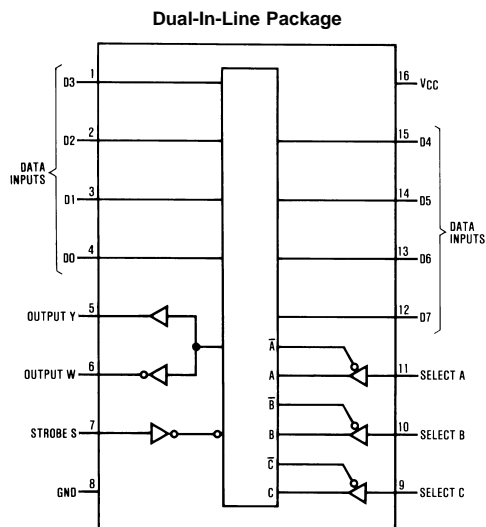 Dual-In-Line Package
D3 1
16 VCC
D2 2
15 D4
DATA
INPUTS
D1 3
14 D5
DATA
INPUTS
D0 4
13 D6
OUTPUT Y 5
12 D7
A̅
OUTPUT W 6
A
11 SELECT A
B̅
STROBE S 7
B
10 SELECT B
C̅
GND 8
C
9 SELECT C